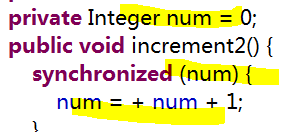 private Integer num = 0;
public void increment2() {
synchronized (num) {
num = + num + 1;
}